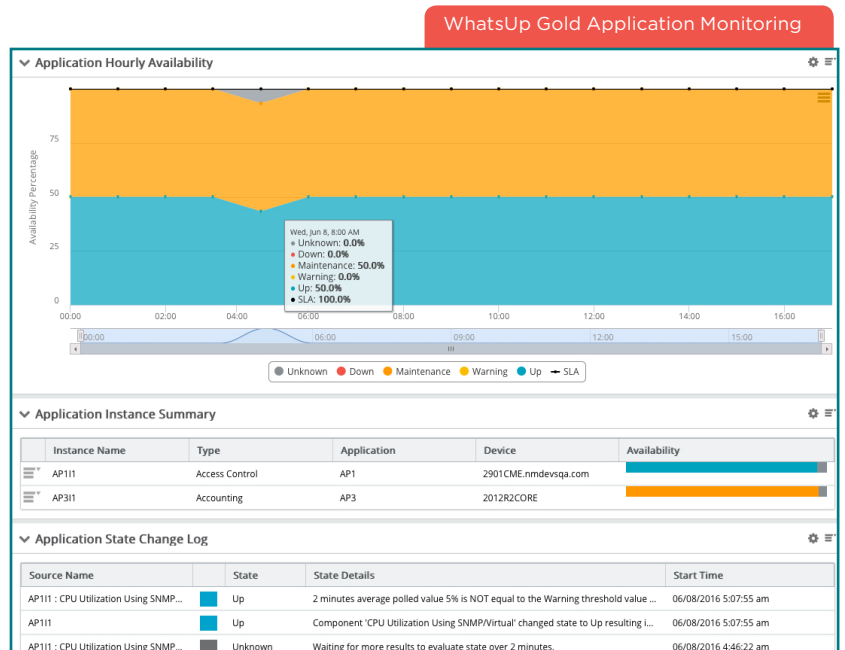 WhatsUp Gold Application Monitoring
Application Hourly Availability
75
50
25
0
Availability Percentage
Wed, Jun 8, 8:00 AM
Unknown: 0.0%
Down: 0.0%
Maintenance: 50.0%
Warning: 0.0%
Up: 50.0%
SLA: 100.0%
00:00 02:00 04:00 06:00 08:00 10:00 12:00 14:00 16:00
00:00 06:00 09:00 12:00 15:00
Unknown Down Maintenance Warning Up SLA
Application Instance Summary
Instance Name Type Application Device Availability
AP1I1 Access Control AP1 2901CME.nmdevsqa.com
AP3I1 Accounting AP3 2012R2CORE
Application State Change Log
Source Name State State Details Start Time
AP1I1 : CPU Utilization Using SNMP... Up 2 minutes average polled value 5% is NOT equal to the Warning threshold value ... 06/08/2016 5:07:55 am
AP1I1 Up Component 'CPU Utilization Using SNMP/Virtual' changed state to Up resulting i... 06/08/2016 5:07:55 am
AP1I1 : CPU Utilization Using SNMP... Unknown Waiting for more results to evaluate state over 2 minutes. 06/08/2016 4:46:22 am